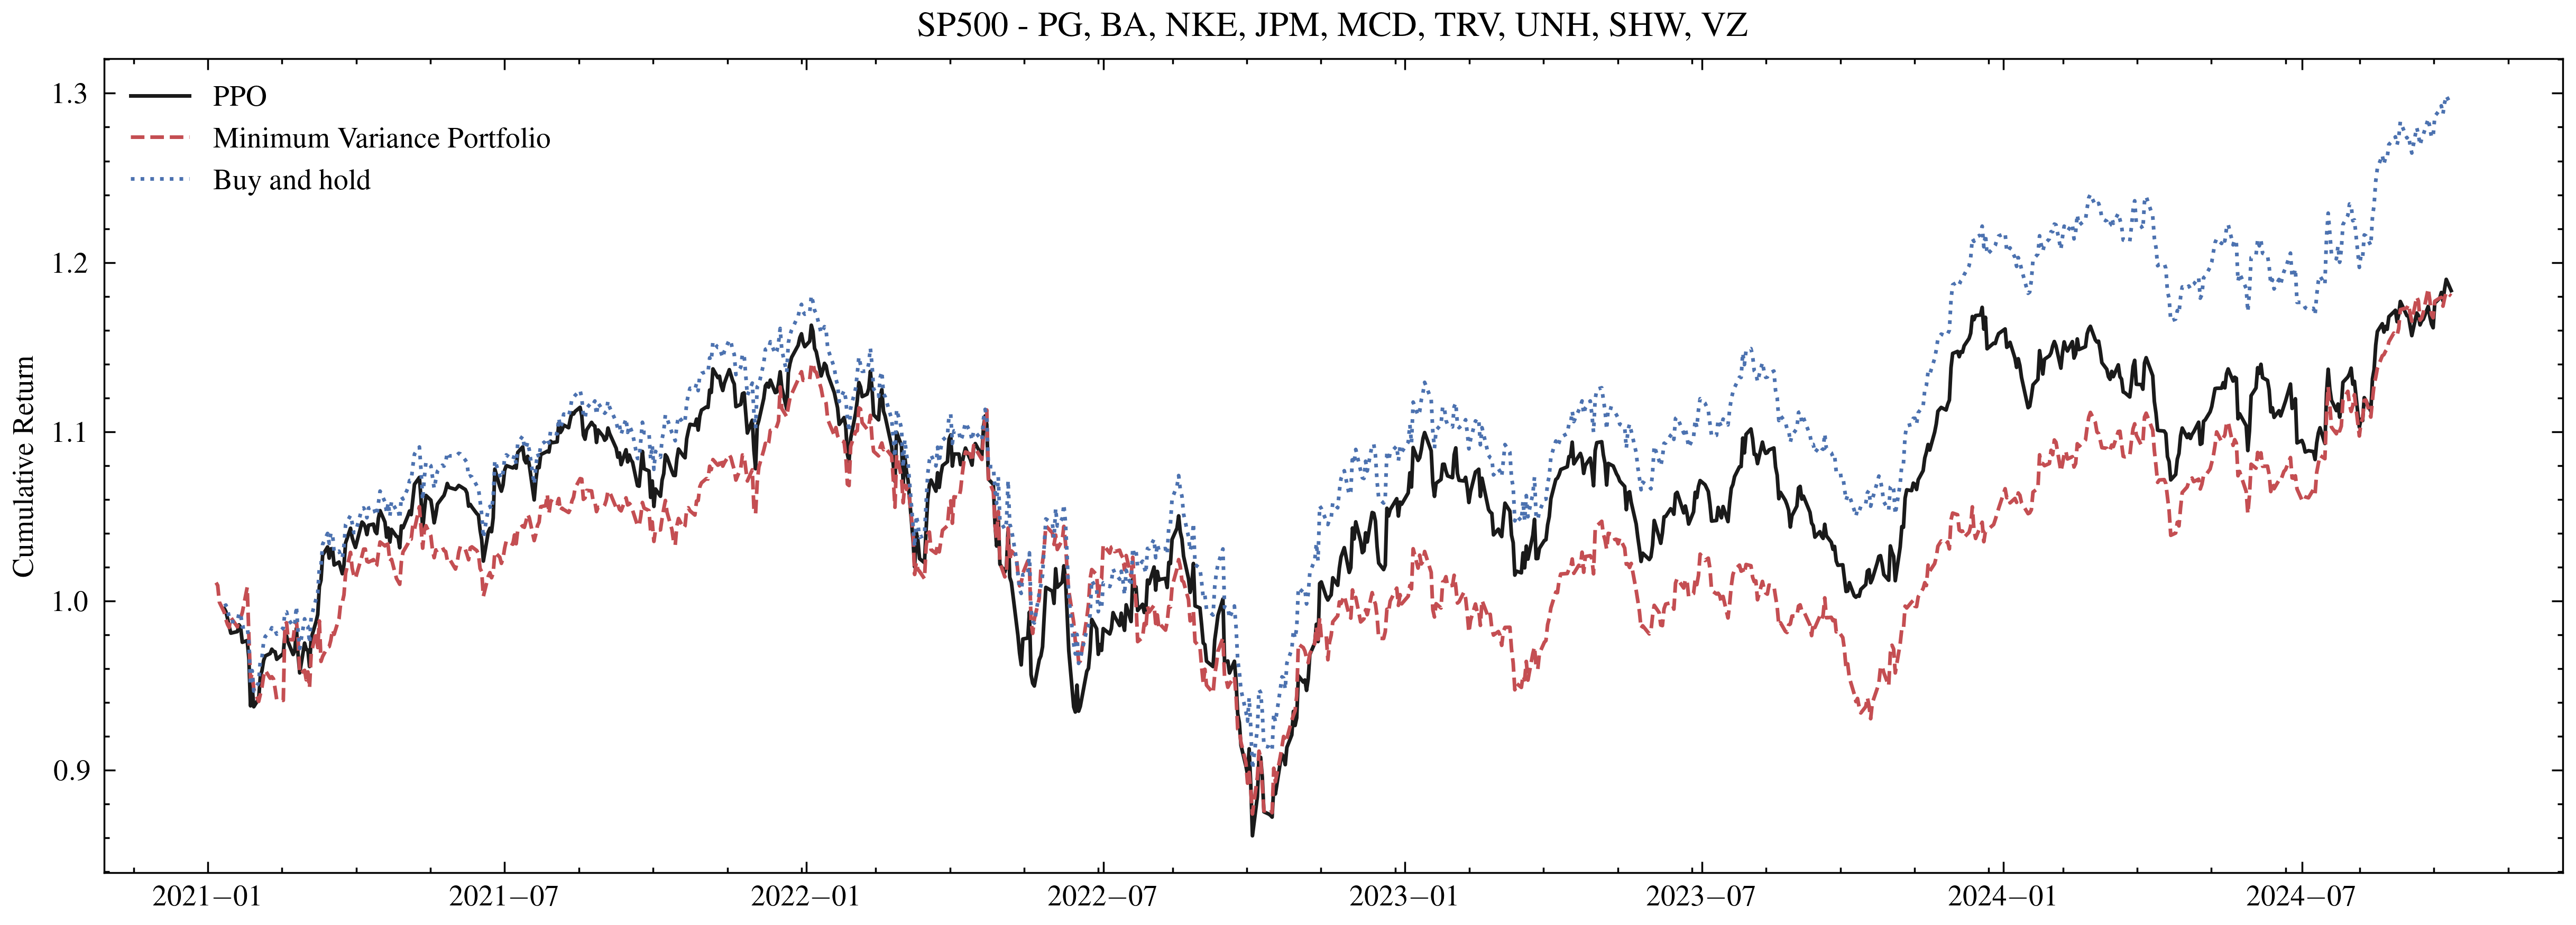 SP500 - PG, BA, NKE, JPM, MCD, TRV, UNH, SHW, VZ
PPO
Minimum Variance Portfolio
Buy and hold
Cumulative Return
1.3
1.2
1.1
1.0
0.9
2021−01 2021−07 2022−01 2022−07 2023−01 2023−07 2024−01 2024−07